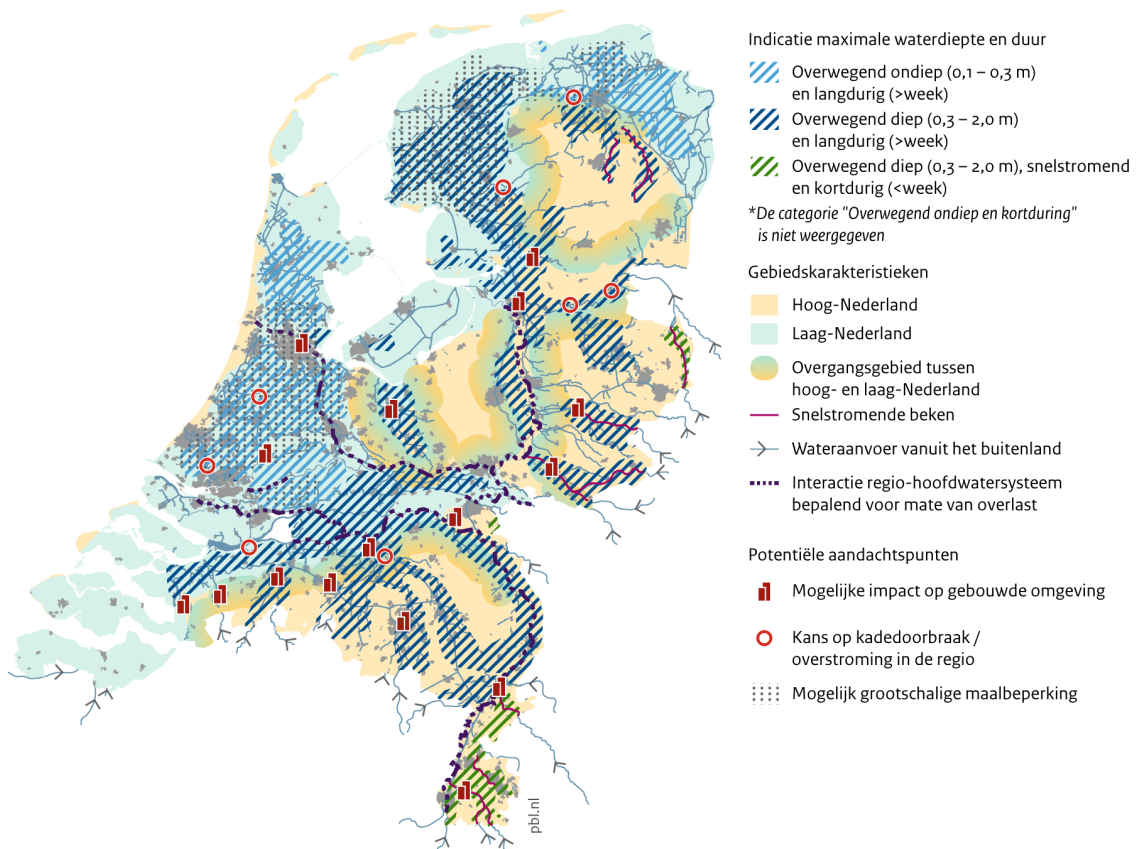 Indicatie maximale waterdiepte en duur
Overwegend ondiep (0,1 – 0,3 m)
en langdurig (>week)
Overwegend diep (0,3 – 2,0 m)
en langdurig (>week)
Overwegend diep (0,3 – 2,0 m), snelstromend
en kortdurig (<week)
*De categorie "Overwegend ondiep en kortduring"
is niet weergegeven
Gebiedskarakteristieken
Hoog-Nederland
Laag-Nederland
Overgangsgebied tussen
hoog- en laag-Nederland
Snelstromende beken
Wateraanvoer vanuit het buitenland
Interactie regio-hoofdwatersysteem
bepalend voor mate van overlast
Potentiële aandachtspunten
Mogelijke impact op gebouwde omgeving
Kans op kadedoorbraak /
overstroming in de regio
Mogelijk grootschalige maalbeperking
pbl.nl